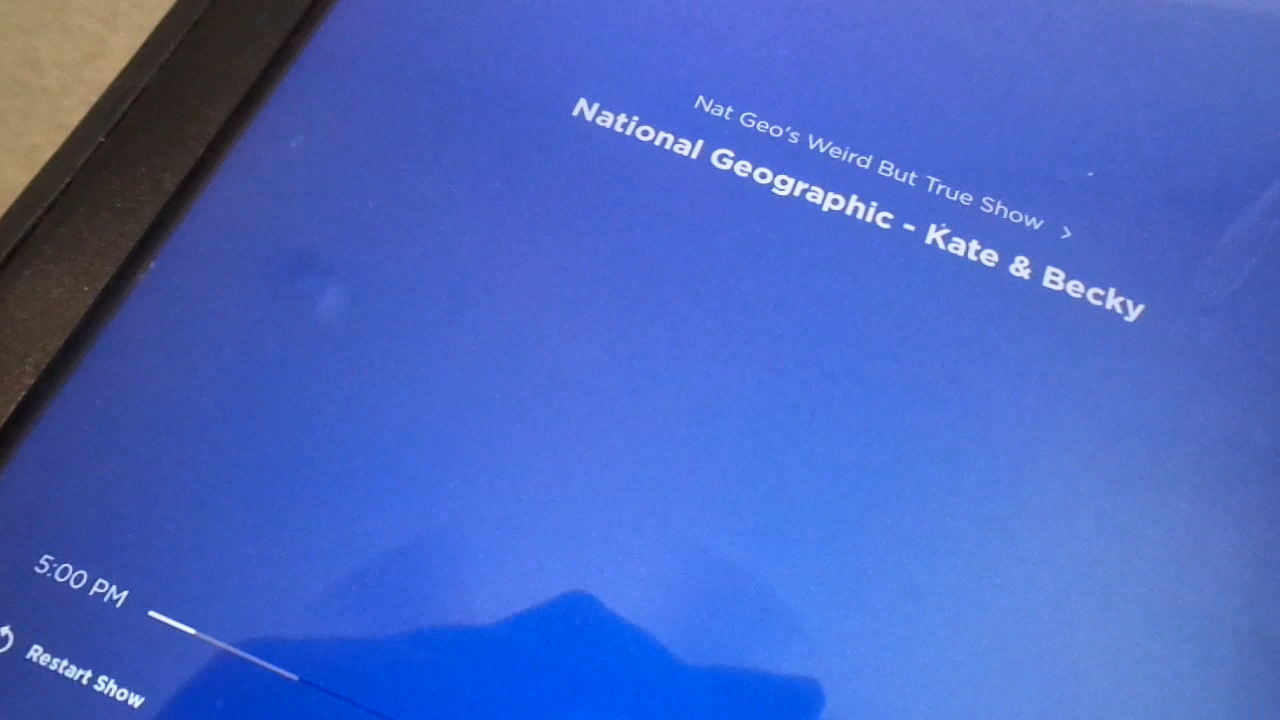 Nat Geo's Weird But True Show >
National Geographic - Kate & Becky
5:00 PM
Restart Show